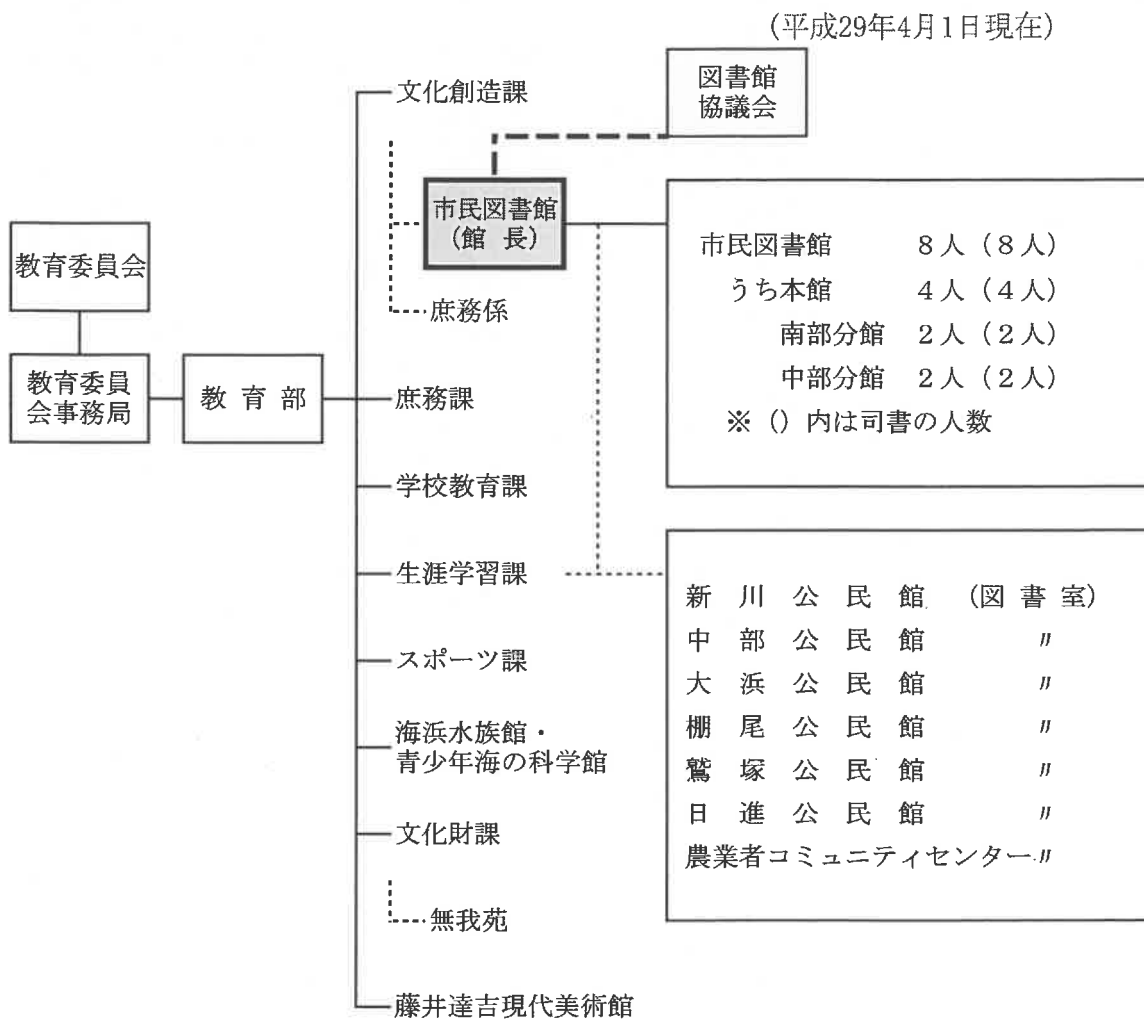 (平成29年4月1日現在)
文化創造課
図書館
協議会
市民図書館
(館 長)
庶務係
教育委員会
教育委員
会事務局
教 育 部
庶務課
学校教育課
生涯学習課
スポーツ課
海浜水族館・
青少年海の科学館
文化財課
無我苑
藤井達吉現代美術館
市民図書館 8人(8人)
うち本館 4人(4人)
南部分館 2人(2人)
中部分館 2人(2人)
※()内は司書の人数
新川公民館 (図書室)
中部公民館 〃
大浜公民館 〃
棚尾公民館 〃
鷲塚公民館 〃
日進公民館 〃
農業者コミュニティセンター〃